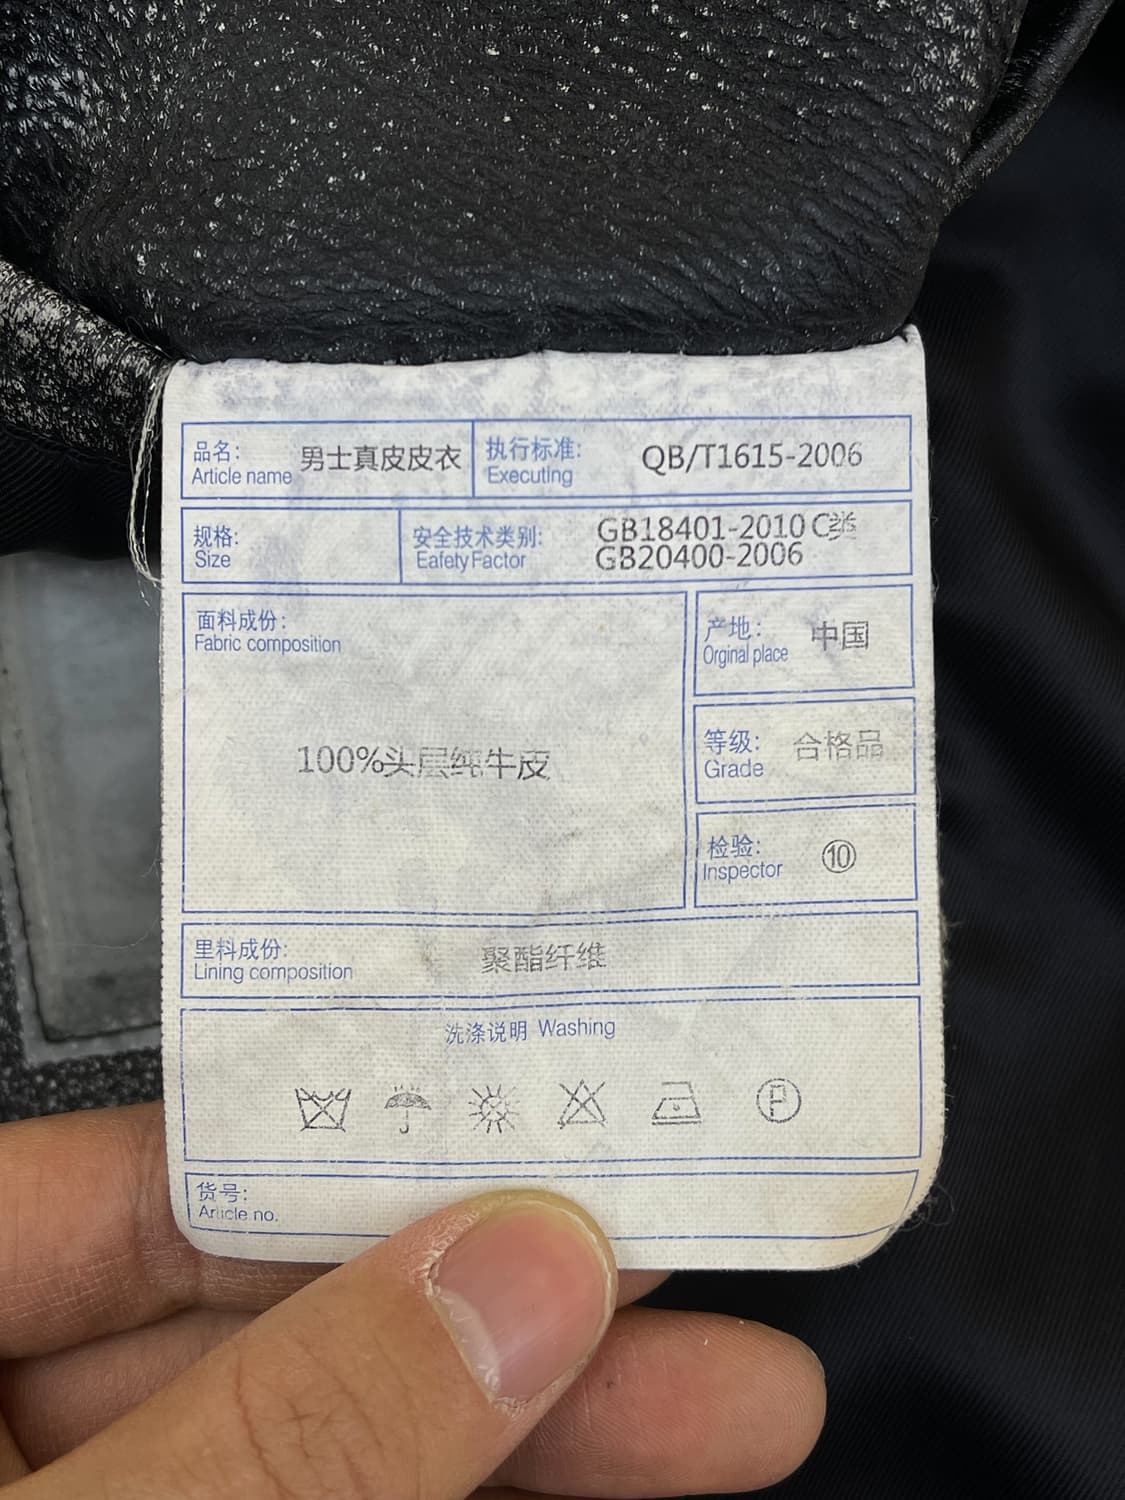 品名: 男士真皮皮衣
Article name
执行标准: QB/T1615-2006
Executing
规格:
Size
安全技术类别: GB18401-2010 C类
Eafety Factor GB20400-2006
面料成份:
Fabric composition
100%头层纯牛皮
产地: 中国
Orginal place
等级: 合格品
Grade
检验: ⑩
Inspector
里料成份: 聚酯纤维
Lining composition
洗涤说明 Washing
P
货号:
Article no.